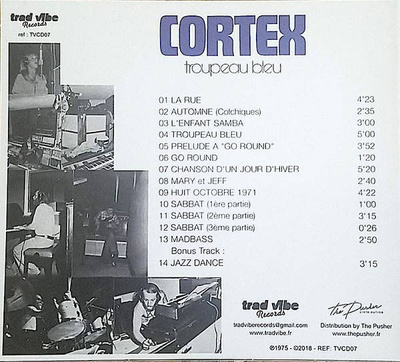 trad vibe
Records
ref : TVCD07
CORTEX
troupeau bleu
01 LA RUE 4'23
02 AUTOMNE (Colchiques) 2'35
03 L'ENFANT SAMBA 3'00
04 TROUPEAU BLEU 5'00
05 PRELUDE A "GO ROUND" 3'52
06 GO ROUND 1'20
07 CHANSON D'UN JOUR D'HIVER 5'20
08 MARY et JEFF 2'40
09 HUIT OCTOBRE 1971 4'22
10 SABBAT (1ère partie) 1'00
11 SABBAT (2ème partie) 3'15
12 SABBAT (3ème partie) 0'26
13 MADBASS 2'50
Bonus Track :
14 JAZZ DANCE 3'15
trad vibe
Records
tradviberecords@gmail.com
www.tradvibe.fr
The Pusher
DISTRIBUTION
Distribution by The Pusher
www.thepusher.fr
℗1975 - ©2018 - REF: TVCD07